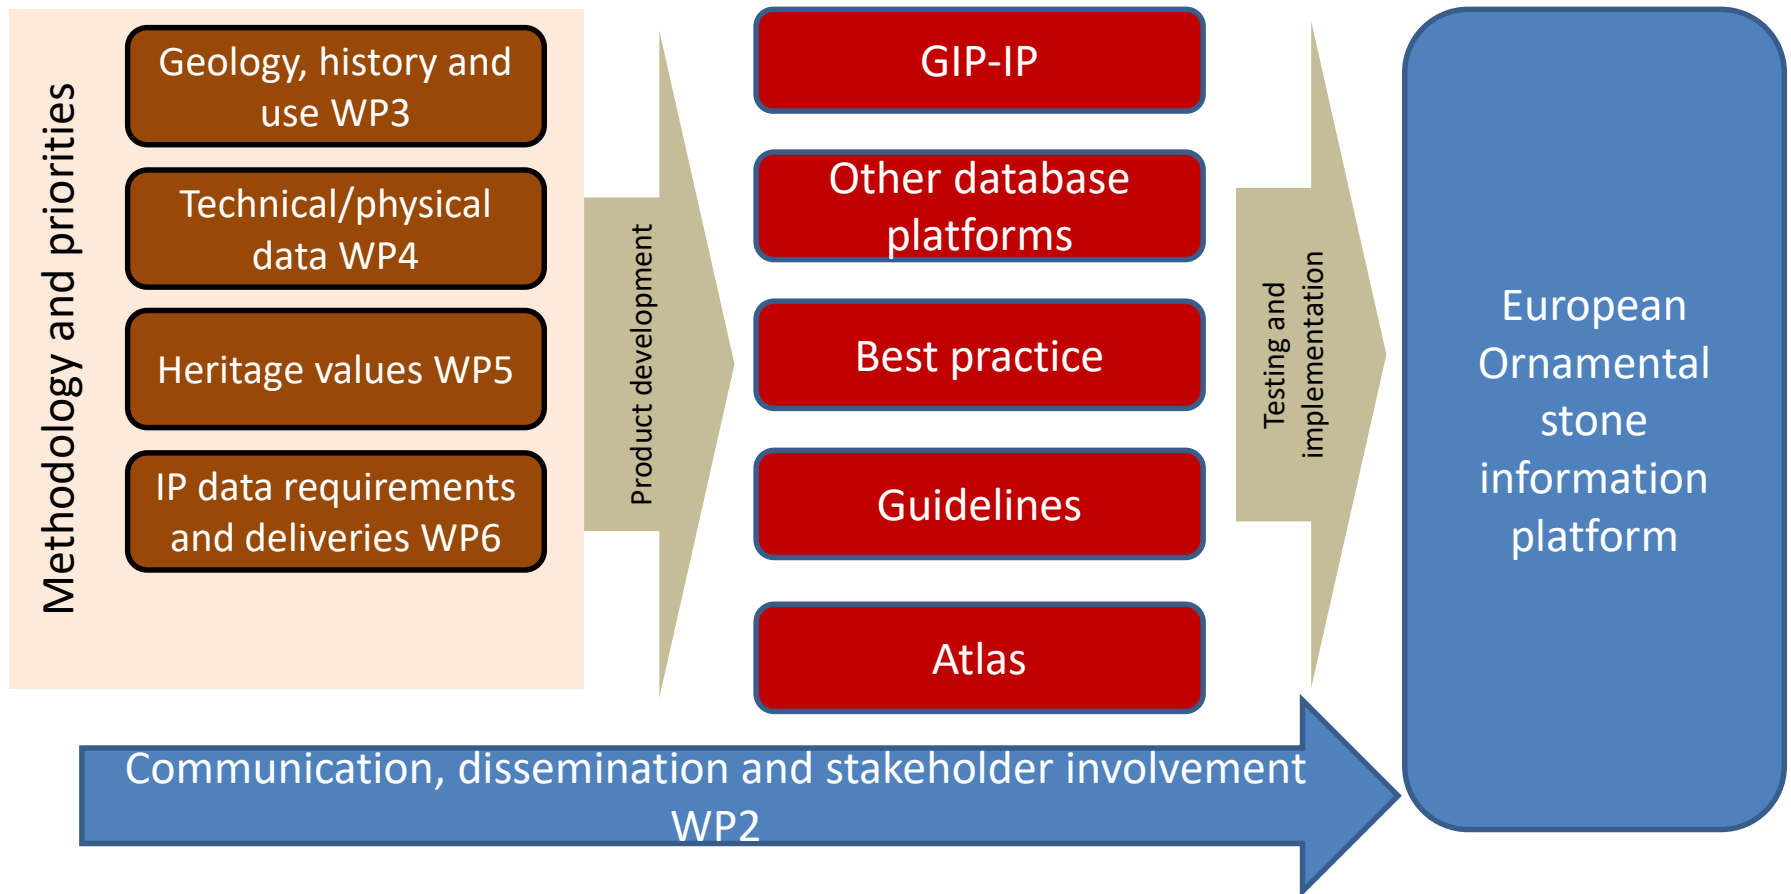 Methodology and priorities
Geology, history and
use WP3
Technical/physical
data WP4
Heritage values WP5
IP data requirements
and deliveries WP6
Product development
GIP-IP
Other database
platforms
Best practice
Guidelines
Atlas
Testing and
implementation
European
Ornamental
stone
information
platform
Communication, dissemination and stakeholder involvement
WP2